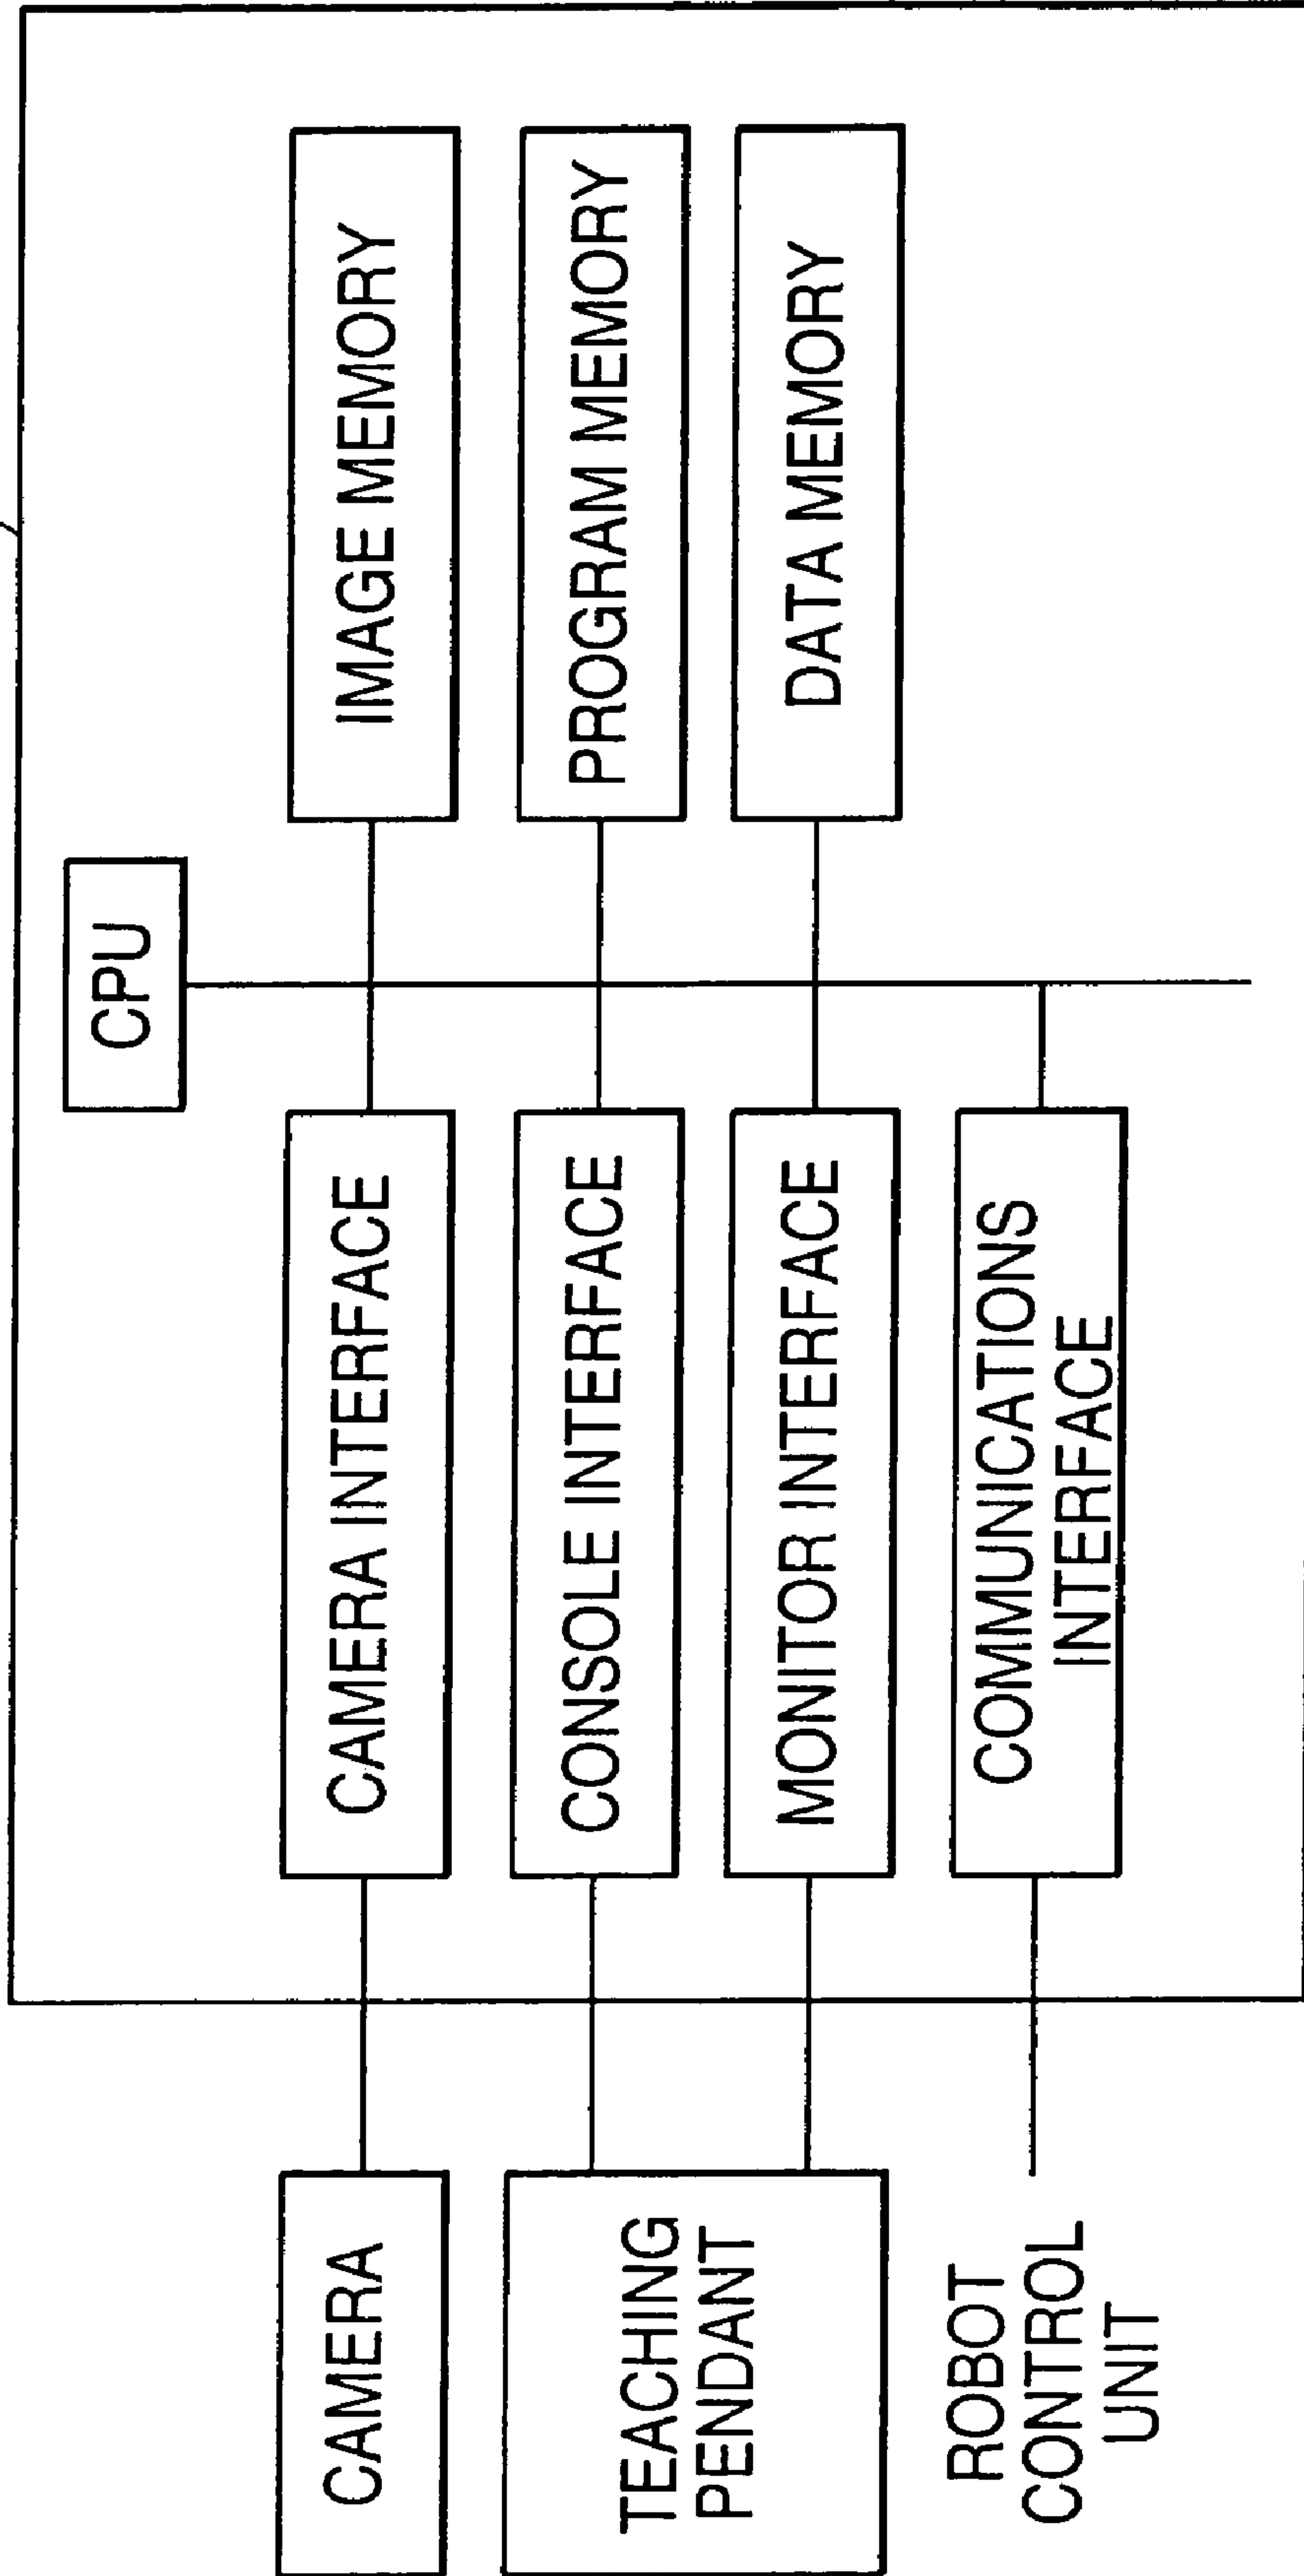 CPU
CAMERA
CAMERA INTERFACE
IMAGE MEMORY
TEACHING
PENDANT
CONSOLE INTERFACE
PROGRAM MEMORY
MONITOR INTERFACE
DATA MEMORY
ROBOT
CONTROL
UNIT
COMMUNICATIONS
INTERFACE